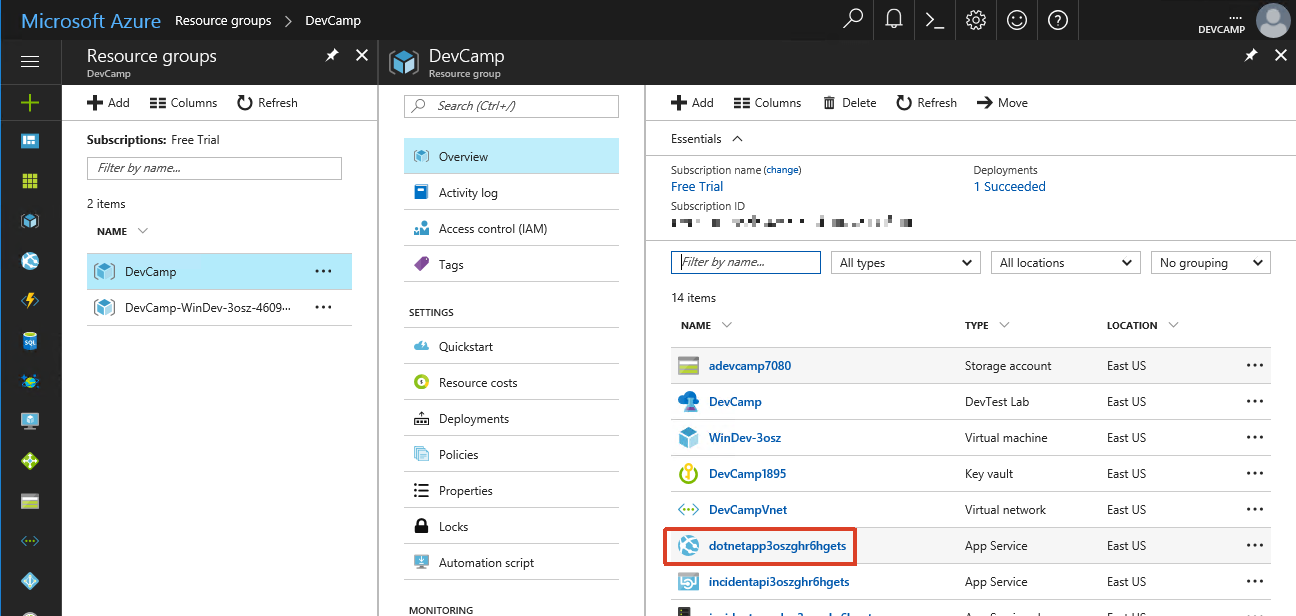 Microsoft Azure Resource groups > DevCamp
....
DEVCAMP
Resource groups
DevCamp
Add Columns Refresh
Subscriptions: Free Trial
Filter by name...
2 items
NAME
DevCamp ...
DevCamp-WinDev-3osz-4609... ...
DevCamp
Resource group
Search (Ctrl+/)
Overview
Activity log
Access control (IAM)
Tags
SETTINGS
Quickstart
Resource costs
Deployments
Policies
Properties
Locks
Automation script
MONITORING
Add Columns Delete Refresh Move
Essentials
Subscription name (change) Deployments
Free Trial 1 Succeeded
Subscription ID
Filter by name... All types All locations No grouping
14 items
NAME TYPE LOCATION
adevcamp7080 Storage account East US ...
DevCamp DevTest Lab East US ...
WinDev-3osz Virtual machine East US ...
DevCamp1895 Key vault East US ...
DevCampVnet Virtual network East US ...
dotnetapp3oszghr6hgets App Service East US ...
incidentapi3oszghr6hgets App Service East US ...